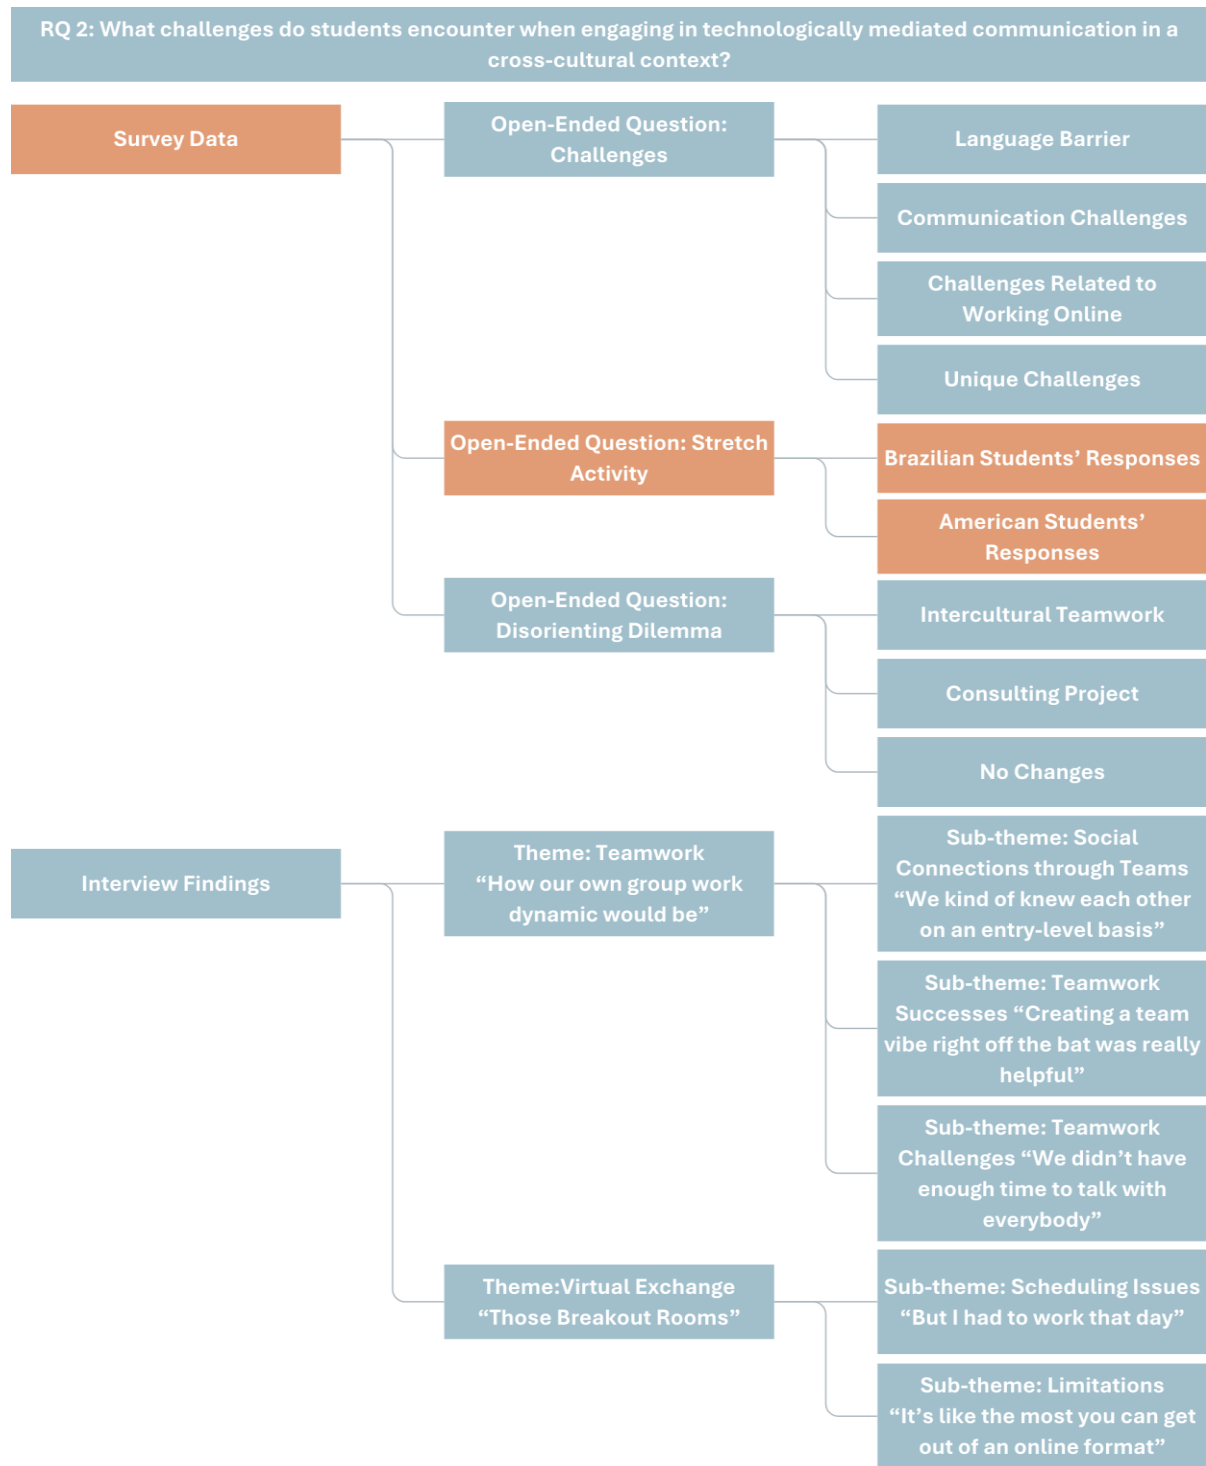 RQ 2: What challenges do students encounter when engaging in technologically mediated communication in a
cross-cultural context?
Survey Data
Open-Ended Question:
Challenges
Language Barrier
Communication Challenges
Challenges Related to
Working Online
Unique Challenges
Open-Ended Question: Stretch
Activity
Brazilian Students’ Responses
American Students’
Responses
Open-Ended Question:
Disorienting Dilemma
Intercultural Teamwork
Consulting Project
No Changes
Interview Findings
Theme: Teamwork
“How our own group work
dynamic would be”
Sub-theme: Social
Connections through Teams
“We kind of knew each other
on an entry-level basis”
Sub-theme: Teamwork
Successes “Creating a team
vibe right off the bat was really
helpful”
Sub-theme: Teamwork
Challenges “We didn’t have
enough time to talk with
everybody”
Theme:Virtual Exchange
“Those Breakout Rooms”
Sub-theme: Scheduling Issues
“But I had to work that day”
Sub-theme: Limitations
“It’s like the most you can get
out of an online format”